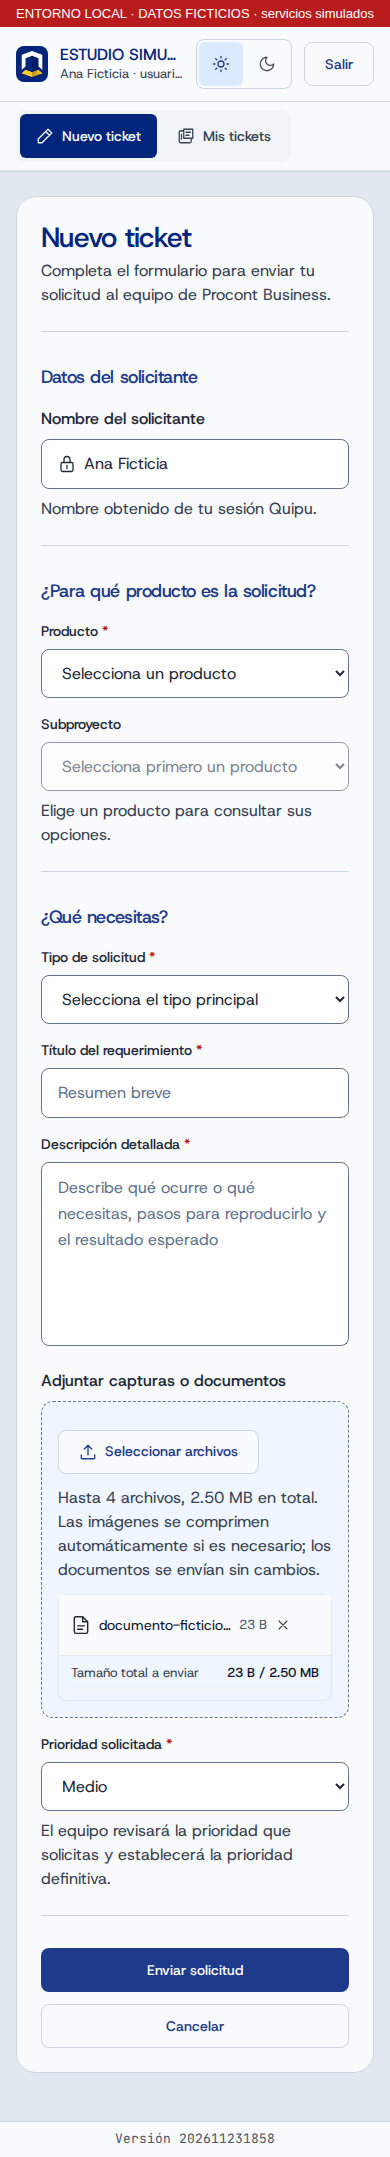 ENTORNO LOCAL · DATOS FICTICIOS · servicios simulados
ESTUDIO SIMU...
Ana Ficticia · usuari...
Salir
Nuevo ticket
Mis tickets
Nuevo ticket
Completa el formulario para enviar tu
solicitud al equipo de Procont Business.
Datos del solicitante
Nombre del solicitante
Ana Ficticia
Nombre obtenido de tu sesión Quipu.
¿Para qué producto es la solicitud?
Producto *
Selecciona un producto
Subproyecto
Selecciona primero un producto
Elige un producto para consultar sus
opciones.
¿Qué necesitas?
Tipo de solicitud *
Selecciona el tipo principal
Título del requerimiento *
Resumen breve
Descripción detallada *
Describe qué ocurre o qué
necesitas, pasos para reproducirlo y
el resultado esperado
Adjuntar capturas o documentos
Seleccionar archivos
Hasta 4 archivos, 2.50 MB en total.
Las imágenes se comprimen
automáticamente si es necesario; los
documentos se envían sin cambios.
documento-ficticio... 23 B
Tamaño total a enviar 23 B / 2.50 MB
Prioridad solicitada *
Medio
El equipo revisará la prioridad que
solicitas y establecerá la prioridad
definitiva.
Enviar solicitud
Cancelar
Versión 202611231858